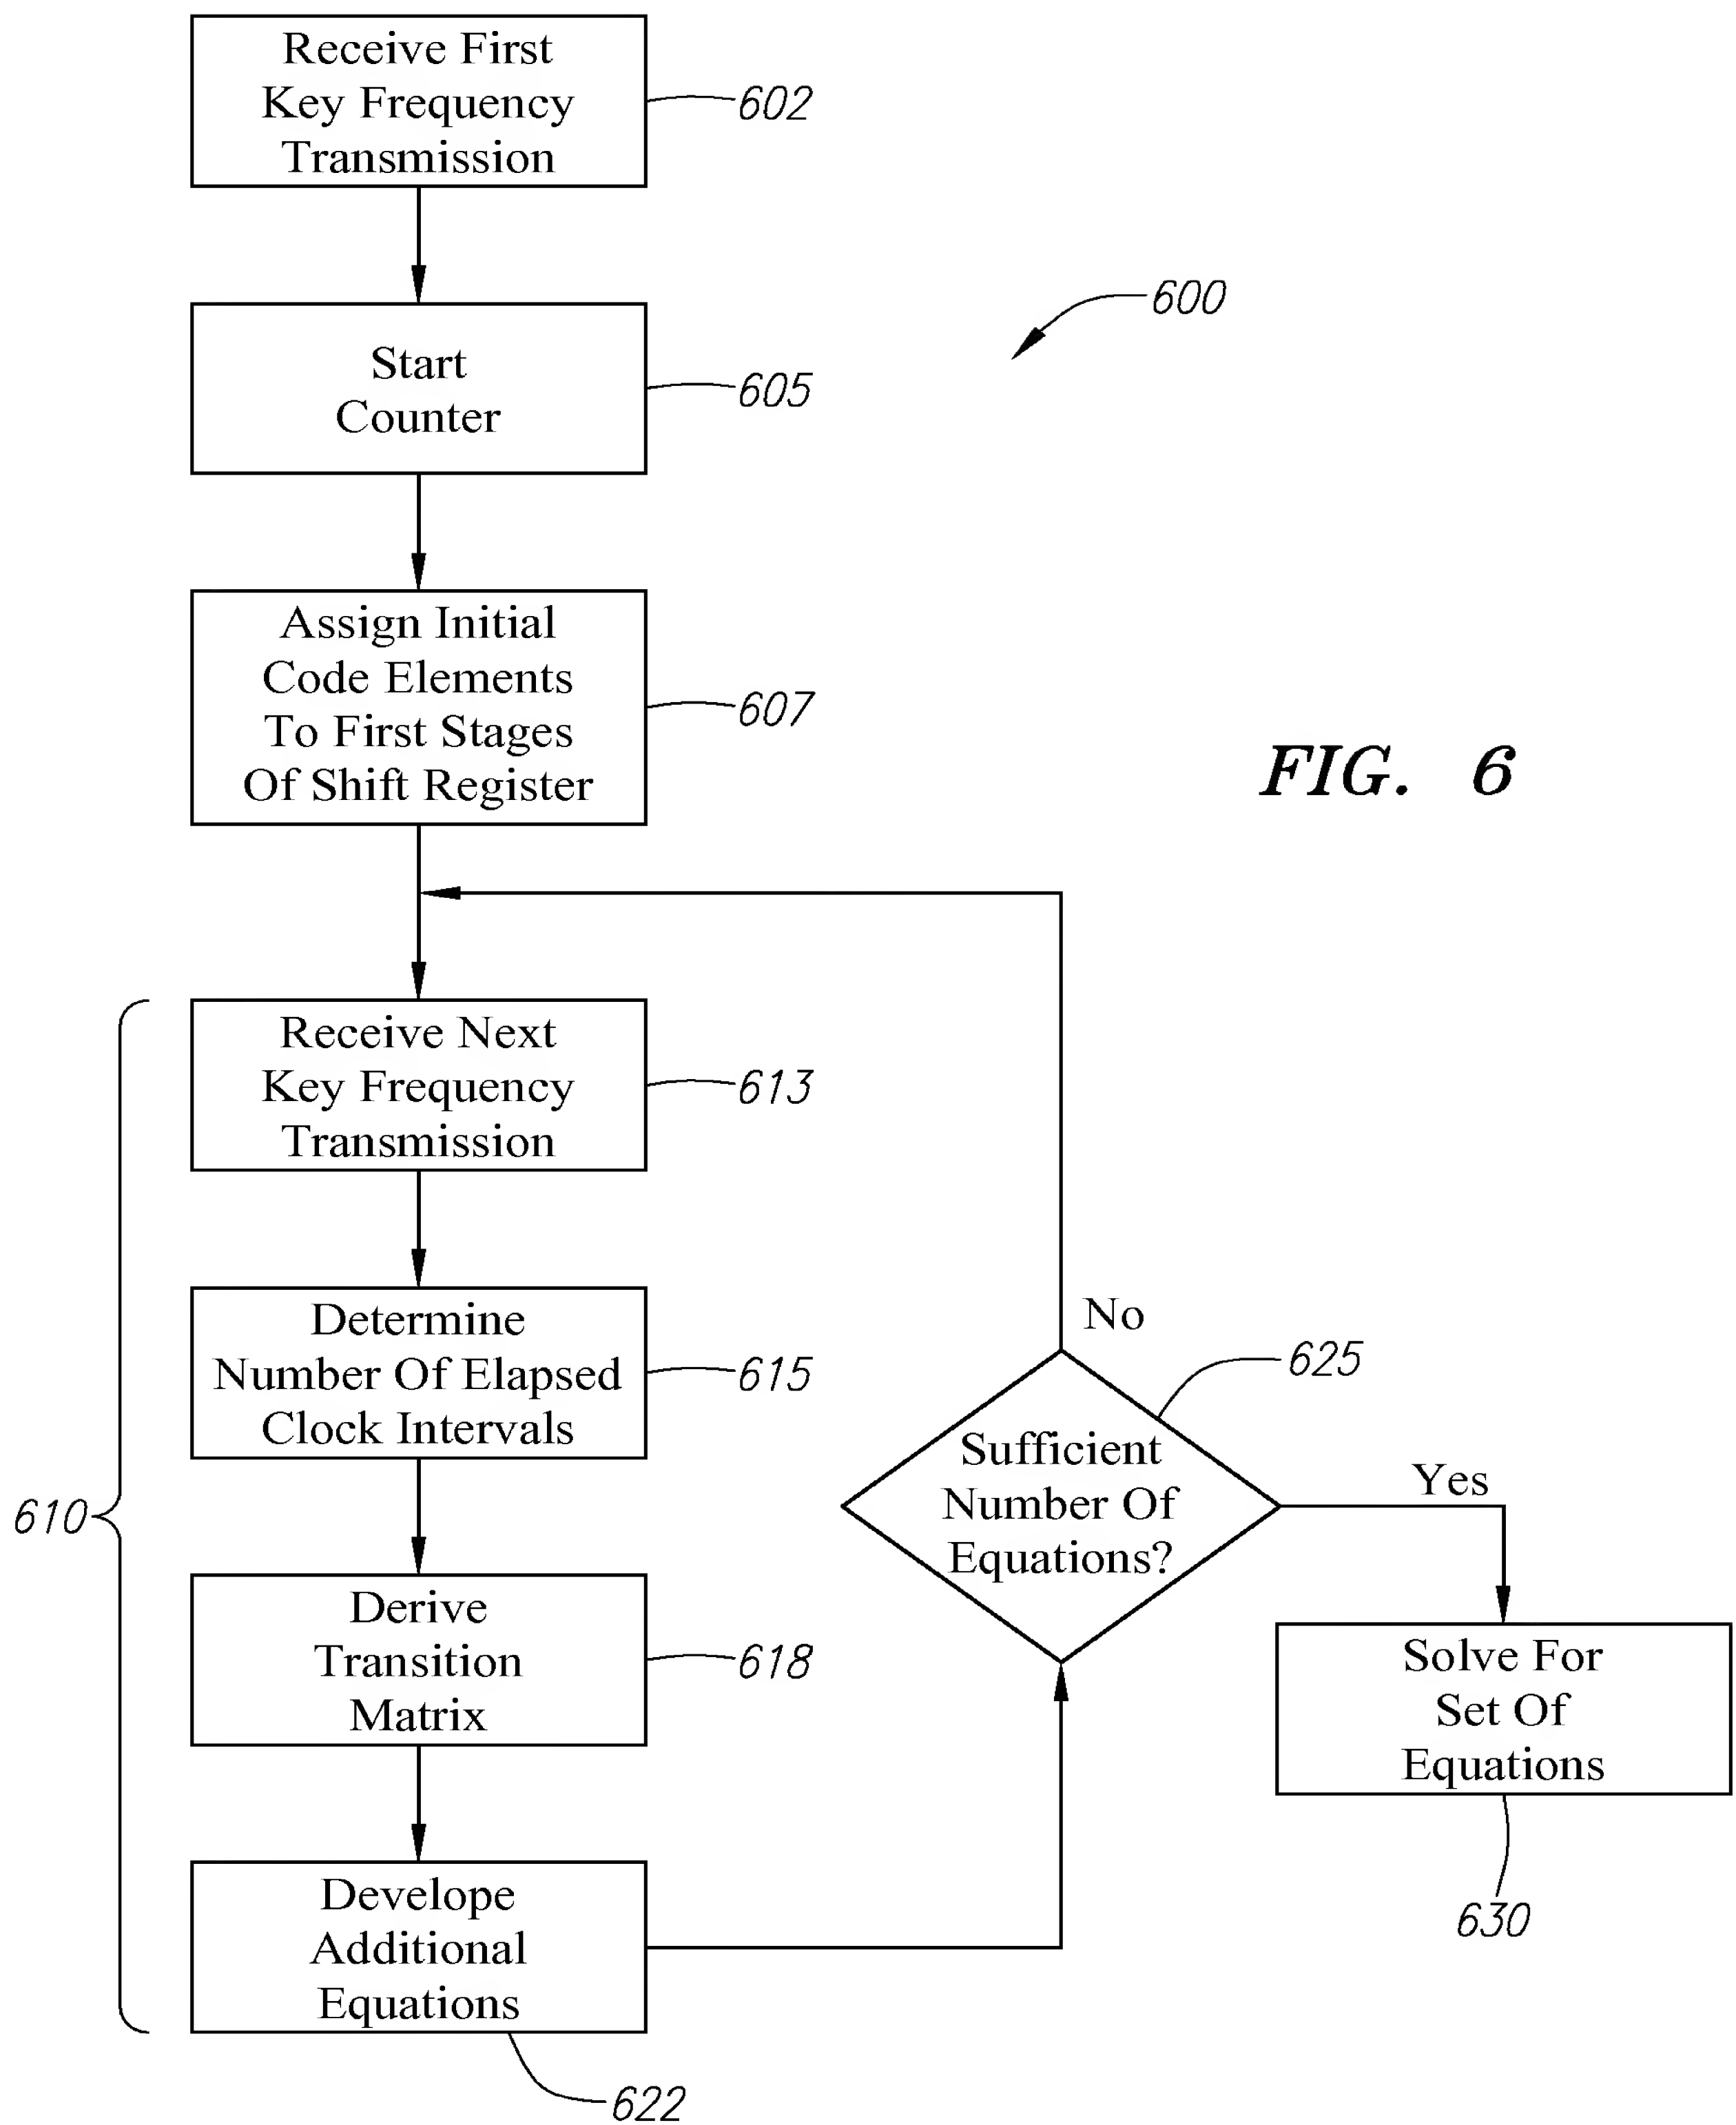 Receive First
Key Frequency
Transmission
602
Start
Counter
605
600
Assign Initial
Code Elements
To First Stages
Of Shift Register
607
FIG. 6
Receive Next
Key Frequency
Transmission
613
Determine
Number Of Elapsed
Clock Intervals
615
610
Derive
Transition
Matrix
618
Develope
Additional
Equations
622
No
625
Sufficient
Number Of
Equations?
Yes
Solve For
Set Of
Equations
630